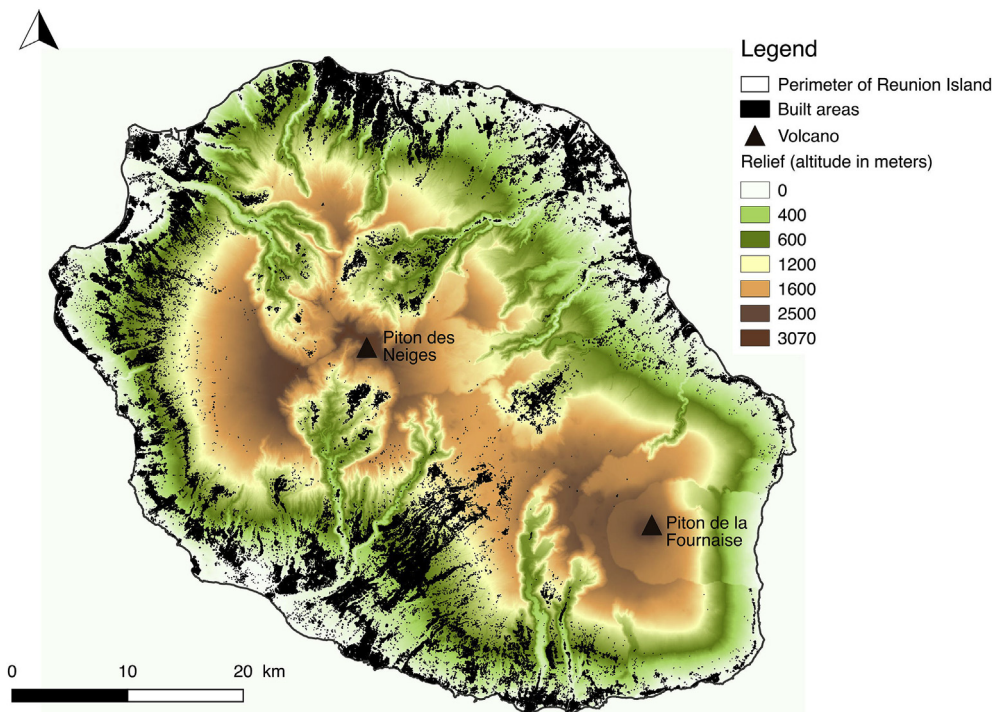 Legend
Perimeter of Reunion Island
Built areas
Volcano
Relief (altitude in meters)
0
400
600
1200
1600
2500
3070
Piton des
Neiges
Piton de la
Fournaise
0 10 20 km